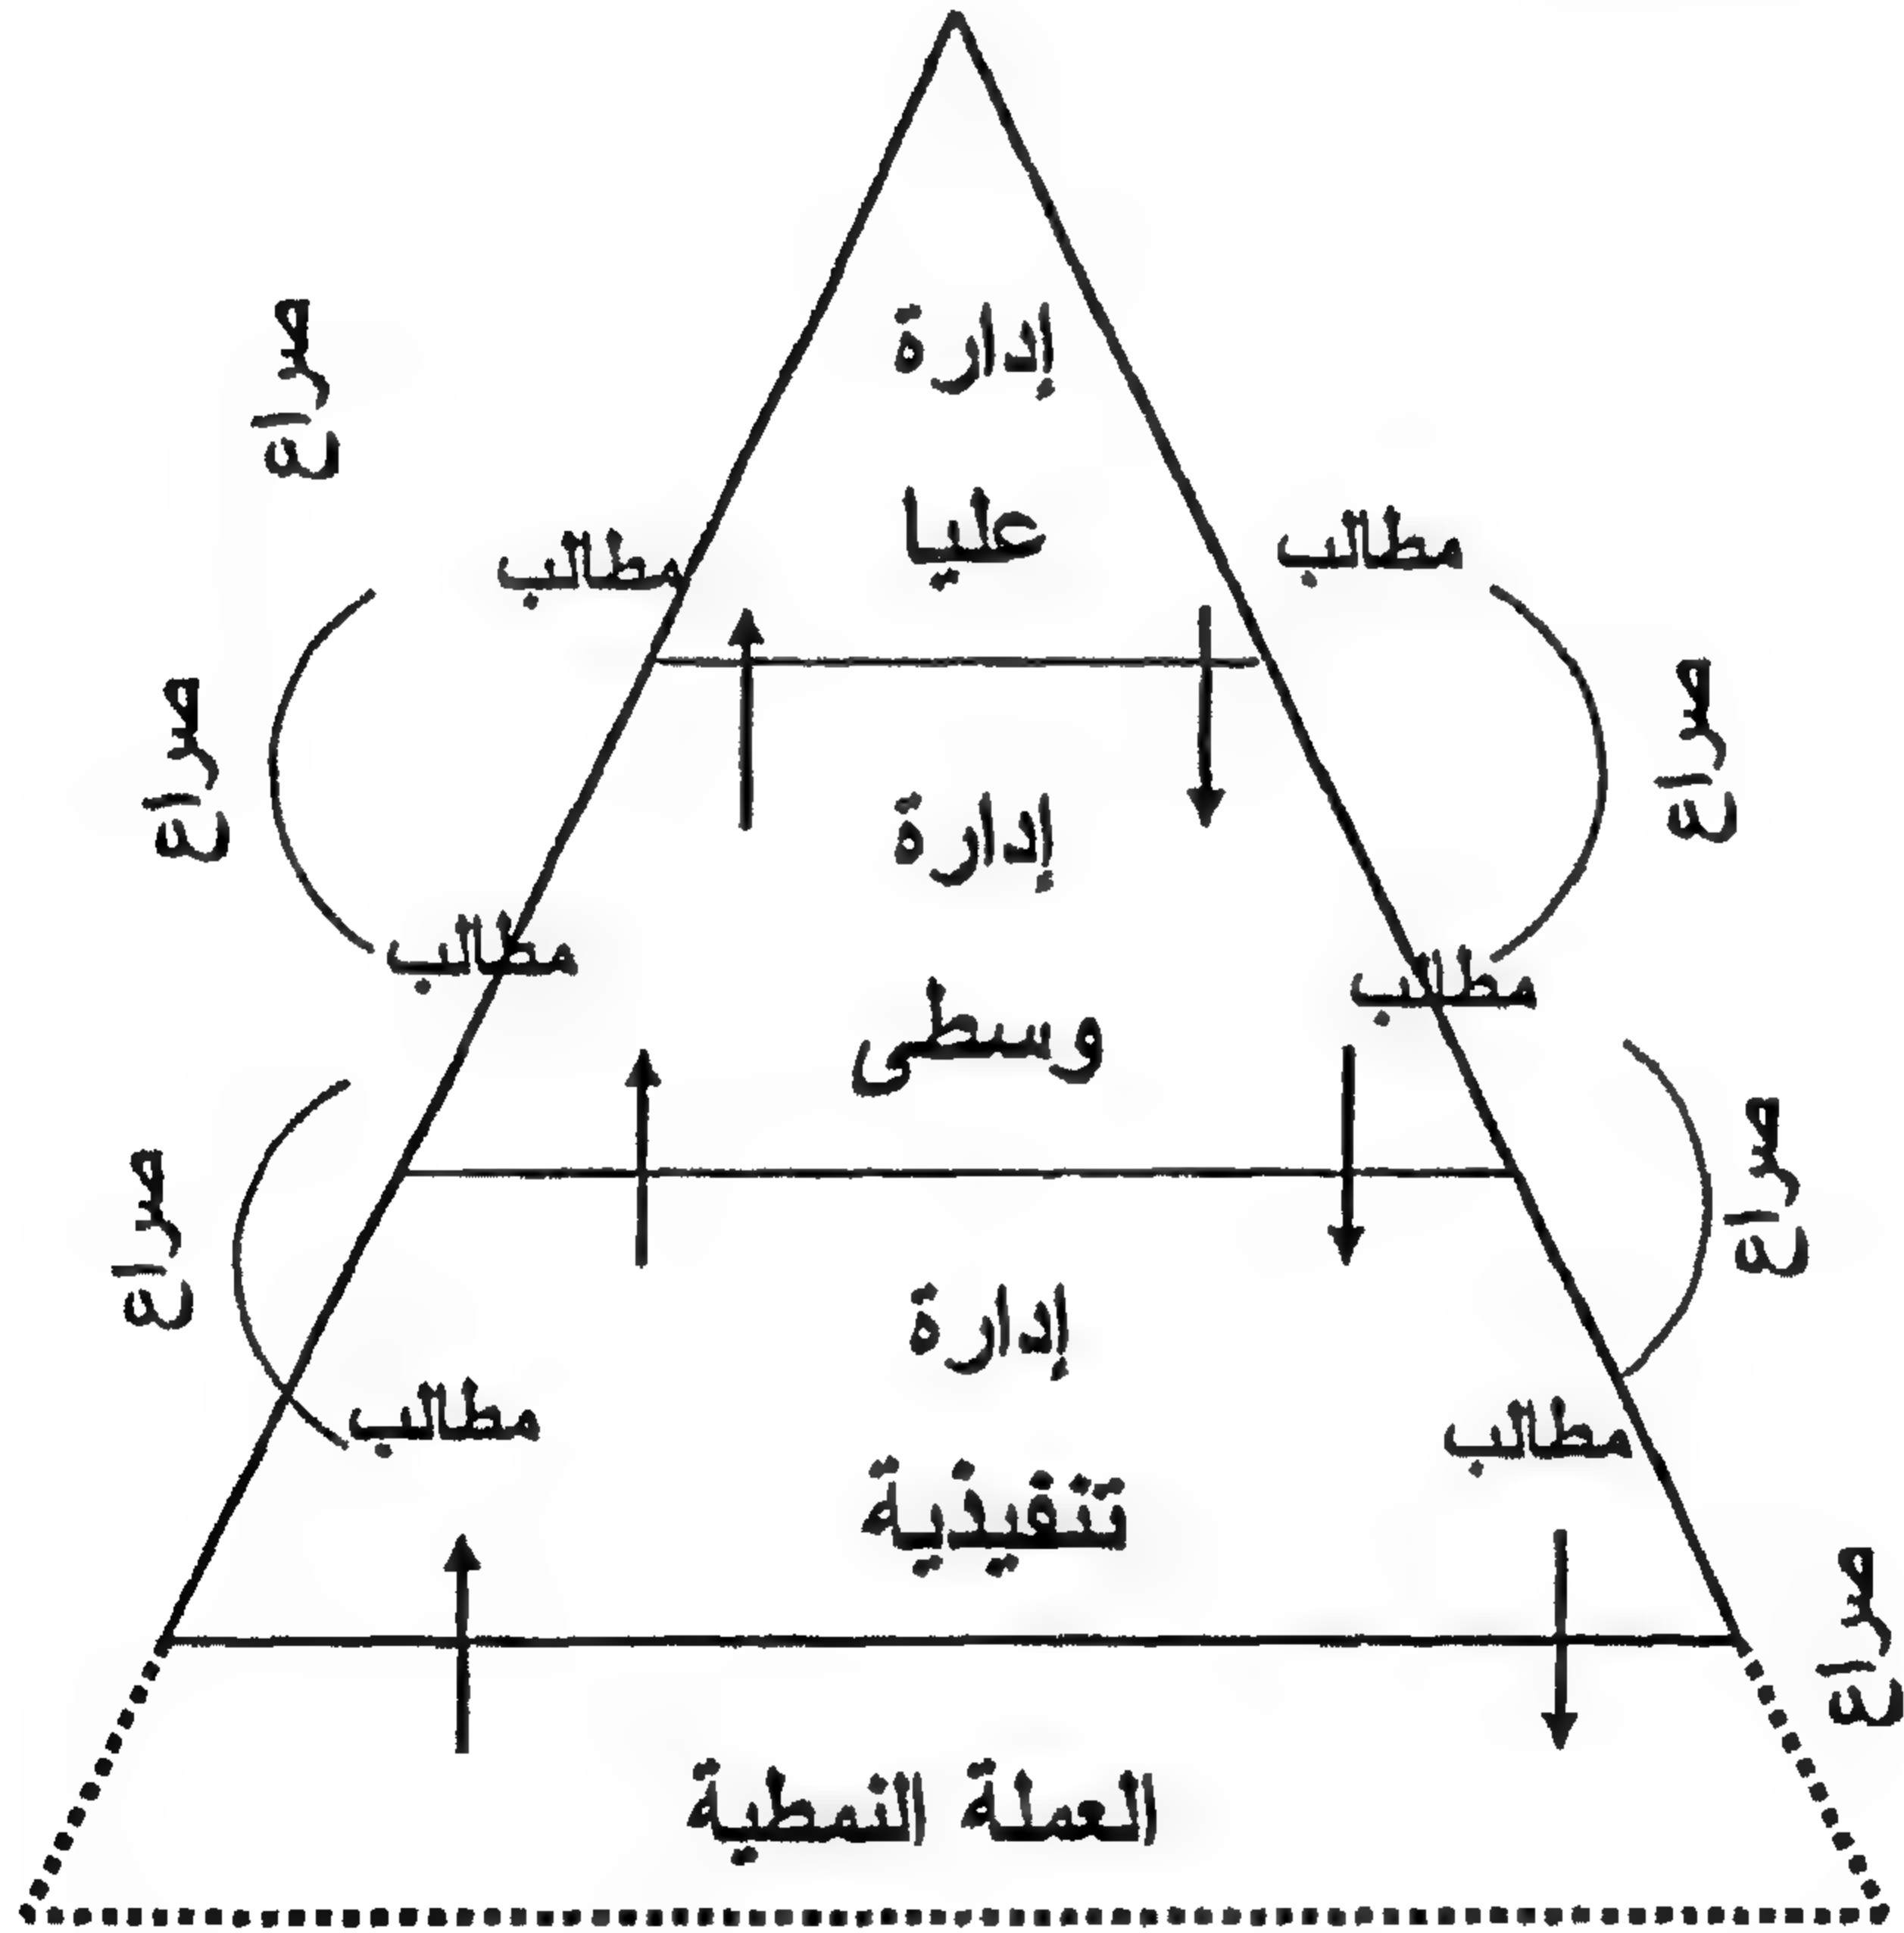 إدارة
عليا
صراع
مطالب
مطالب
صراع
صراع
إدارة
وسطى
مطالب
مطالب
صراع
صراع
إدارة
تنفيذية
مطالب
مطالب
صراع
العملة النمطية